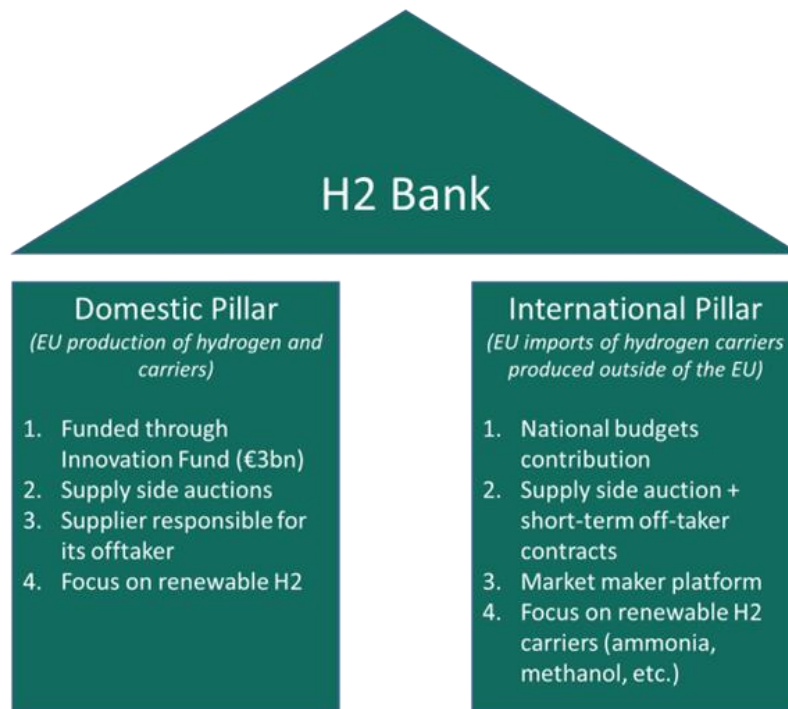 H2 Bank
Domestic Pillar
(EU production of hydrogen and
carriers)
1. Funded through
Innovation Fund (€3bn)
2. Supply side auctions
3. Supplier responsible for
its offtaker
4. Focus on renewable H2
International Pillar
(EU imports of hydrogen carriers
produced outside of the EU)
1. National budgets
contribution
2. Supply side auction +
short-term off-taker
contracts
3. Market maker platform
4. Focus on renewable H2
carriers (ammonia,
methanol, etc.)